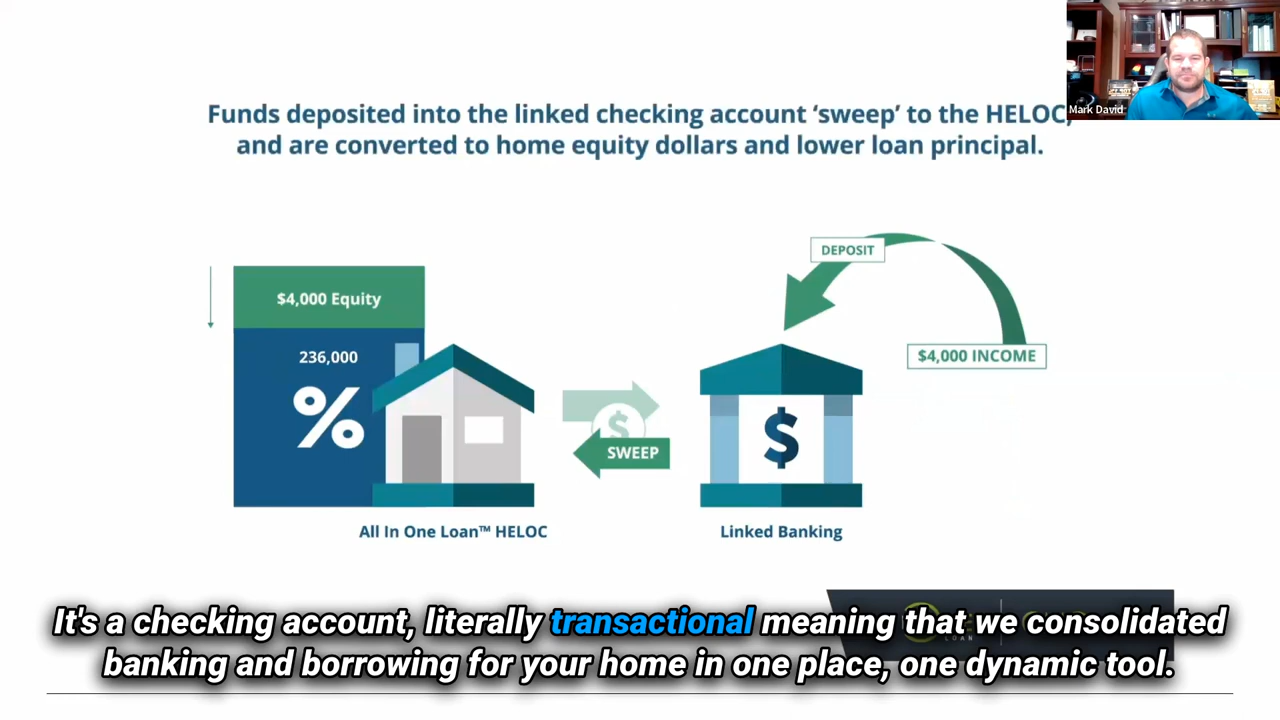 Mark David
Funds deposited into the linked checking account ‘sweep’ to the HELOC,
and are converted to home equity dollars and lower loan principal.
DEPOSIT
$4,000 Equity
236,000
%
$4,000 INCOME
$
$
SWEEP
All In One Loan™ HELOC
Linked Banking
LOAN
It's a checking account, literally transactional meaning that we consolidated
banking and borrowing for your home in one place, one dynamic tool.